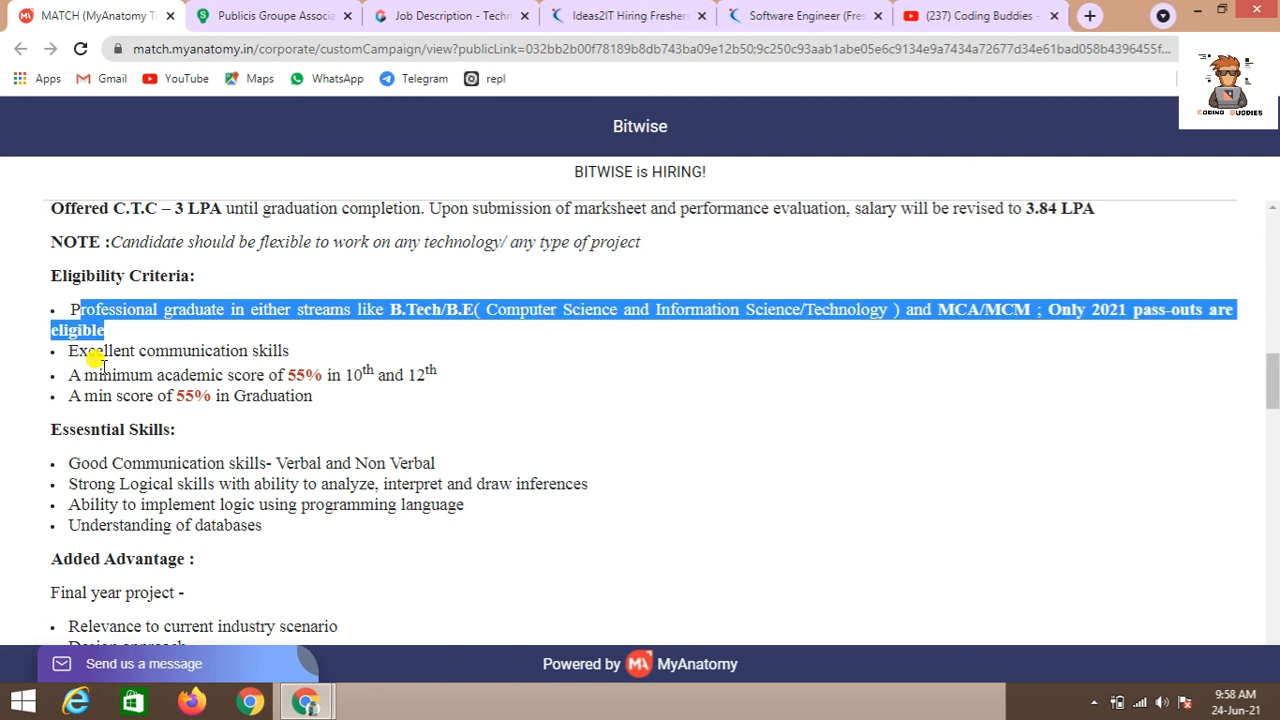 MATCH (MyAnatomy Ta
Publicis Groupe Associa
Job Description - Techn
Ideas2IT Hiring Freshers
Software Engineer (Fres
(237) Coding Buddies -
match.myanatomy.in/corporate/customCampaign/view?publicLink=032bb2b00f78189b8db743ba09e12b50:9c250c93aab1abe05e6c9134e9a7434a72677d34e61bad058b4396455f...
Apps
Gmail
YouTube
Maps
WhatsApp
Telegram
repl
CODING BUDDIES
Bitwise
BITWISE is HIRING!
Offered C.T.C – 3 LPA until graduation completion. Upon submission of marksheet and performance evaluation, salary will be revised to 3.84 LPA
NOTE :Candidate should be flexible to work on any technology/ any type of project
Eligibility Criteria:
• Professional graduate in either streams like B.Tech/B.E( Computer Science and Information Science/Technology ) and MCA/MCM ; Only 2021 pass-outs are
eligible
• Excellent communication skills
• A minimum academic score of 55% in 10th and 12th
• A min score of 55% in Graduation
Essesntial Skills:
• Good Communication skills- Verbal and Non Verbal
• Strong Logical skills with ability to analyze, interpret and draw inferences
• Ability to implement logic using programming language
• Understanding of databases
Added Advantage :
Final year project -
• Relevance to current industry scenario
Send us a message
Powered by MA MyAnatomy
9:58 AM
24-Jun-21